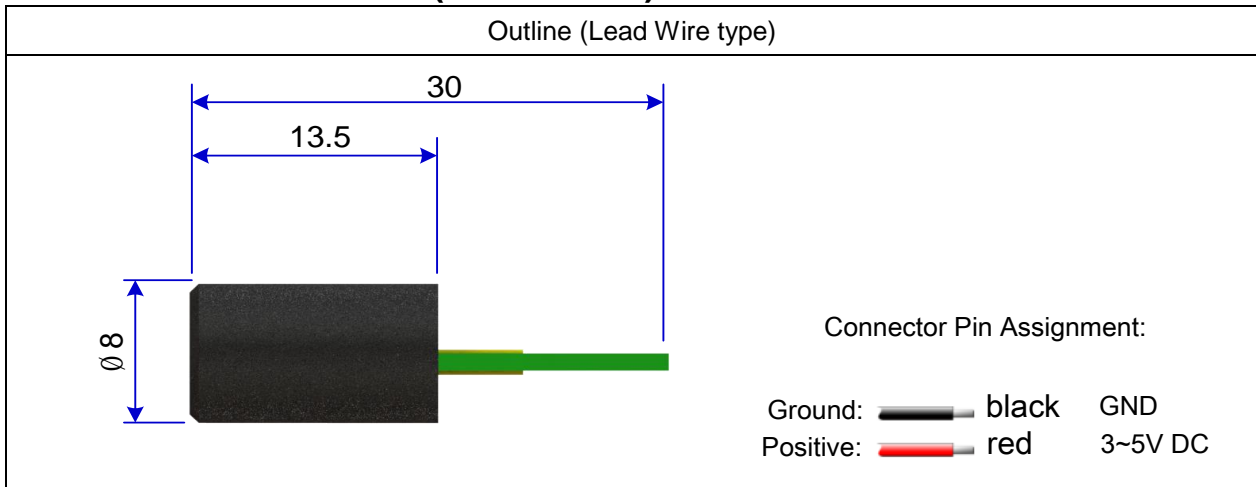 Outline (Lead Wire type)
30
13.5
Ø 8
Connector Pin Assignment:
Ground: black GND
Positive: red 3~5V DC